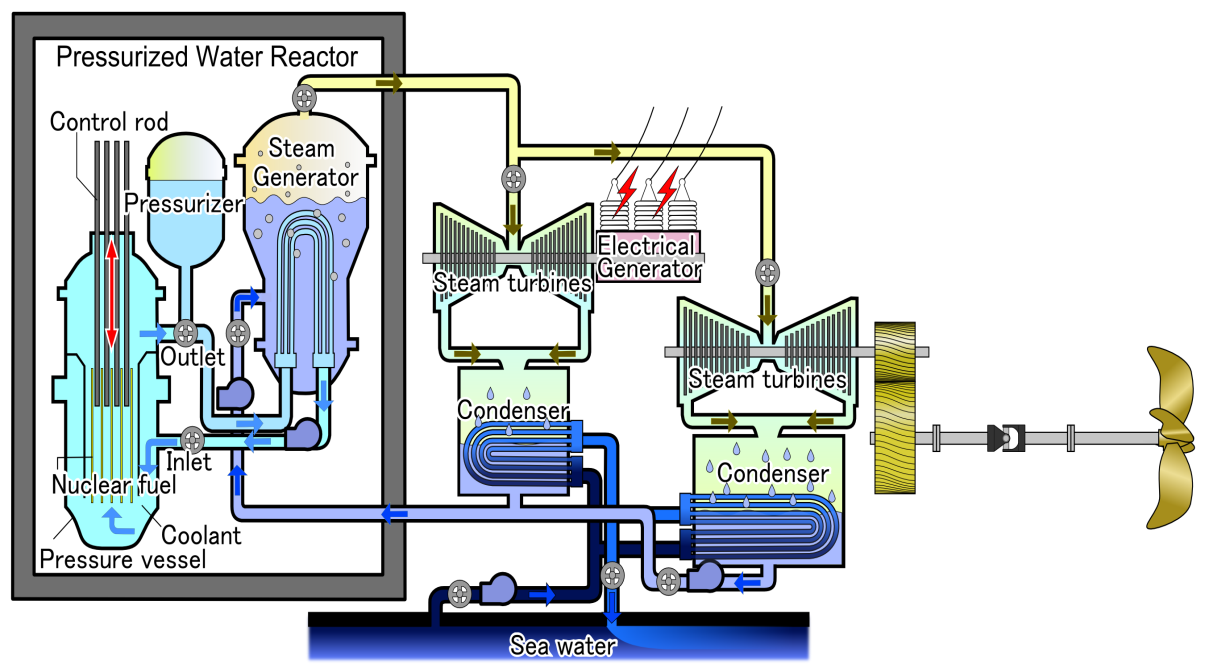 Pressurized Water Reactor
Control rod
Steam
Generator
Pressurizer
Electrical
Generator
Steam turbines
Outlet
Steam turbines
Condenser
Inlet
Nuclear fuel
Condenser
Coolant
Pressure vessel
Sea water